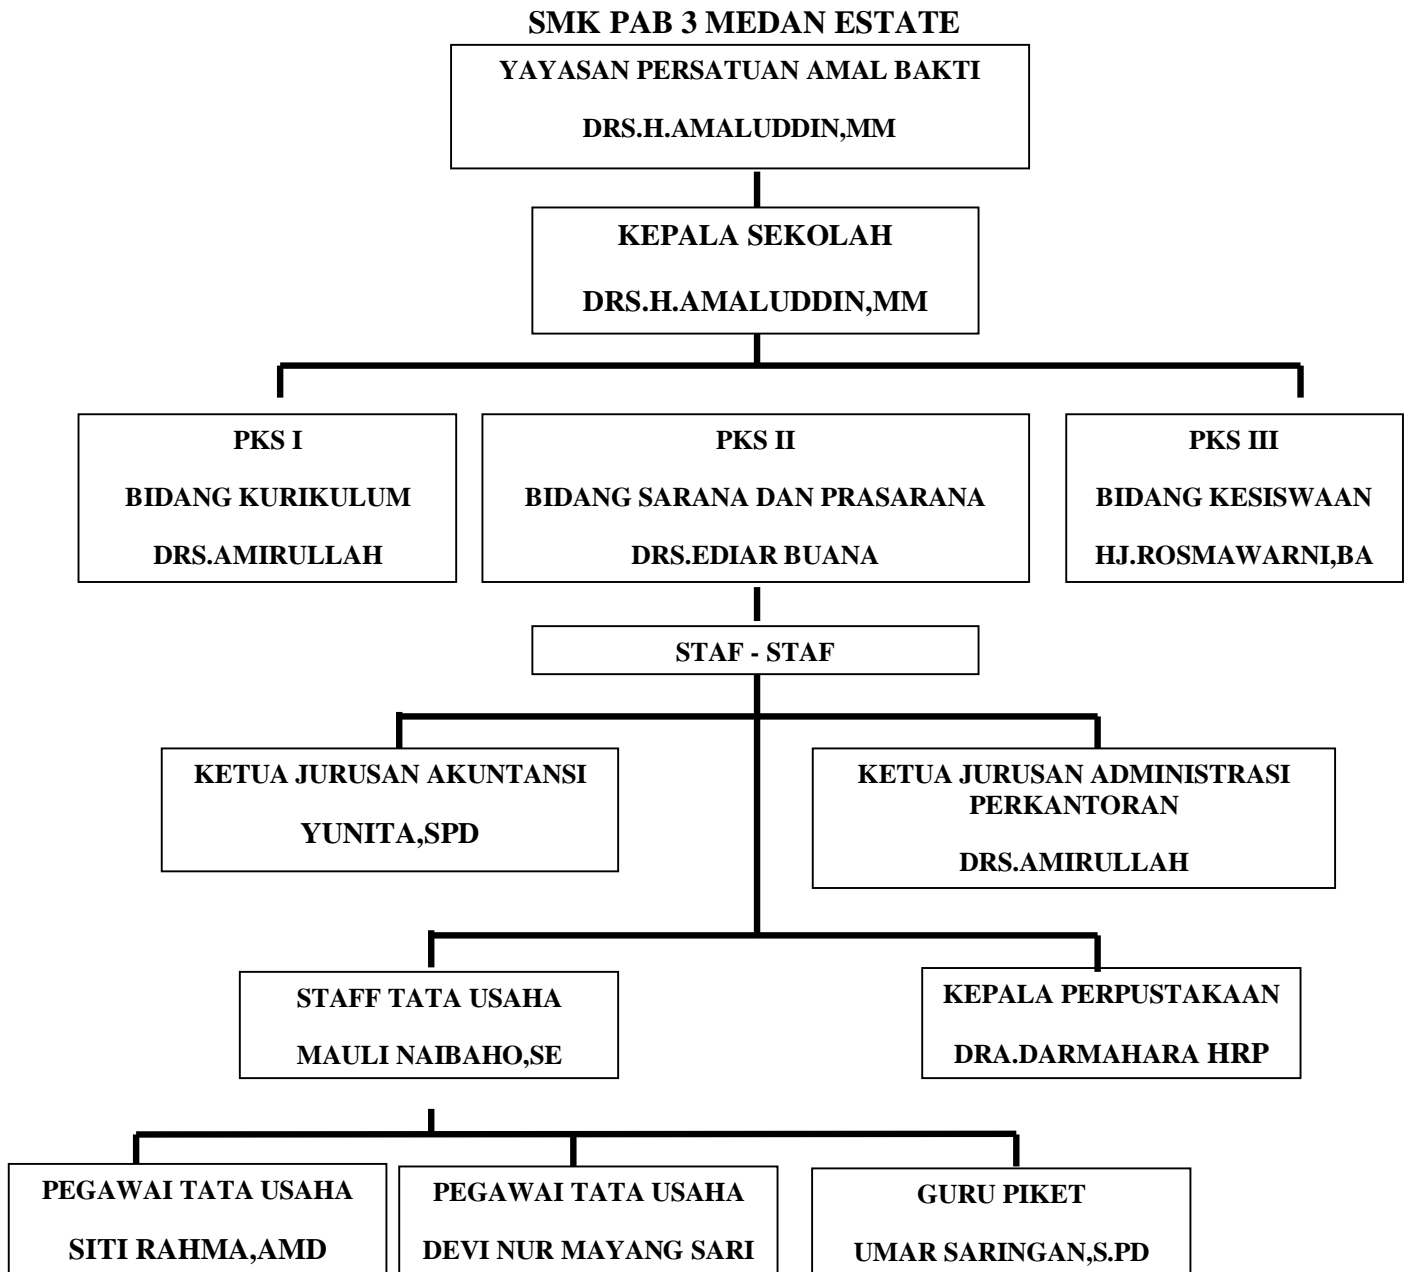 SMK PAB 3 MEDAN ESTATE
YAYASAN PERSATUAN AMAL BAKTI
DRS.H.AMALUDDIN,MM
KEPALA SEKOLAH
DRS.H.AMALUDDIN,MM
PKS I
BIDANG KURIKULUM
DRS.AMIRULLAH
PKS II
BIDANG SARANA DAN PRASARANA
DRS.EDIAR BUANA
PKS III
BIDANG KESISWAAN
HJ.ROSMAWARNI,BA
STAF - STAF
KETUA JURUSAN AKUNTANSI
YUNITA,SPD
KETUA JURUSAN ADMINISTRASI
PERKANTORAN
DRS.AMIRULLAH
STAFF TATA USAHA
MAULI NAIBAHO,SE
KEPALA PERPUSTAKAAN
DRA.DARMAHARA HRP
PEGAWAI TATA USAHA
SITI RAHMA,AMD
PEGAWAI TATA USAHA
DEVI NUR MAYANG SARI
GURU PIKET
UMAR SARINGAN,S.PD